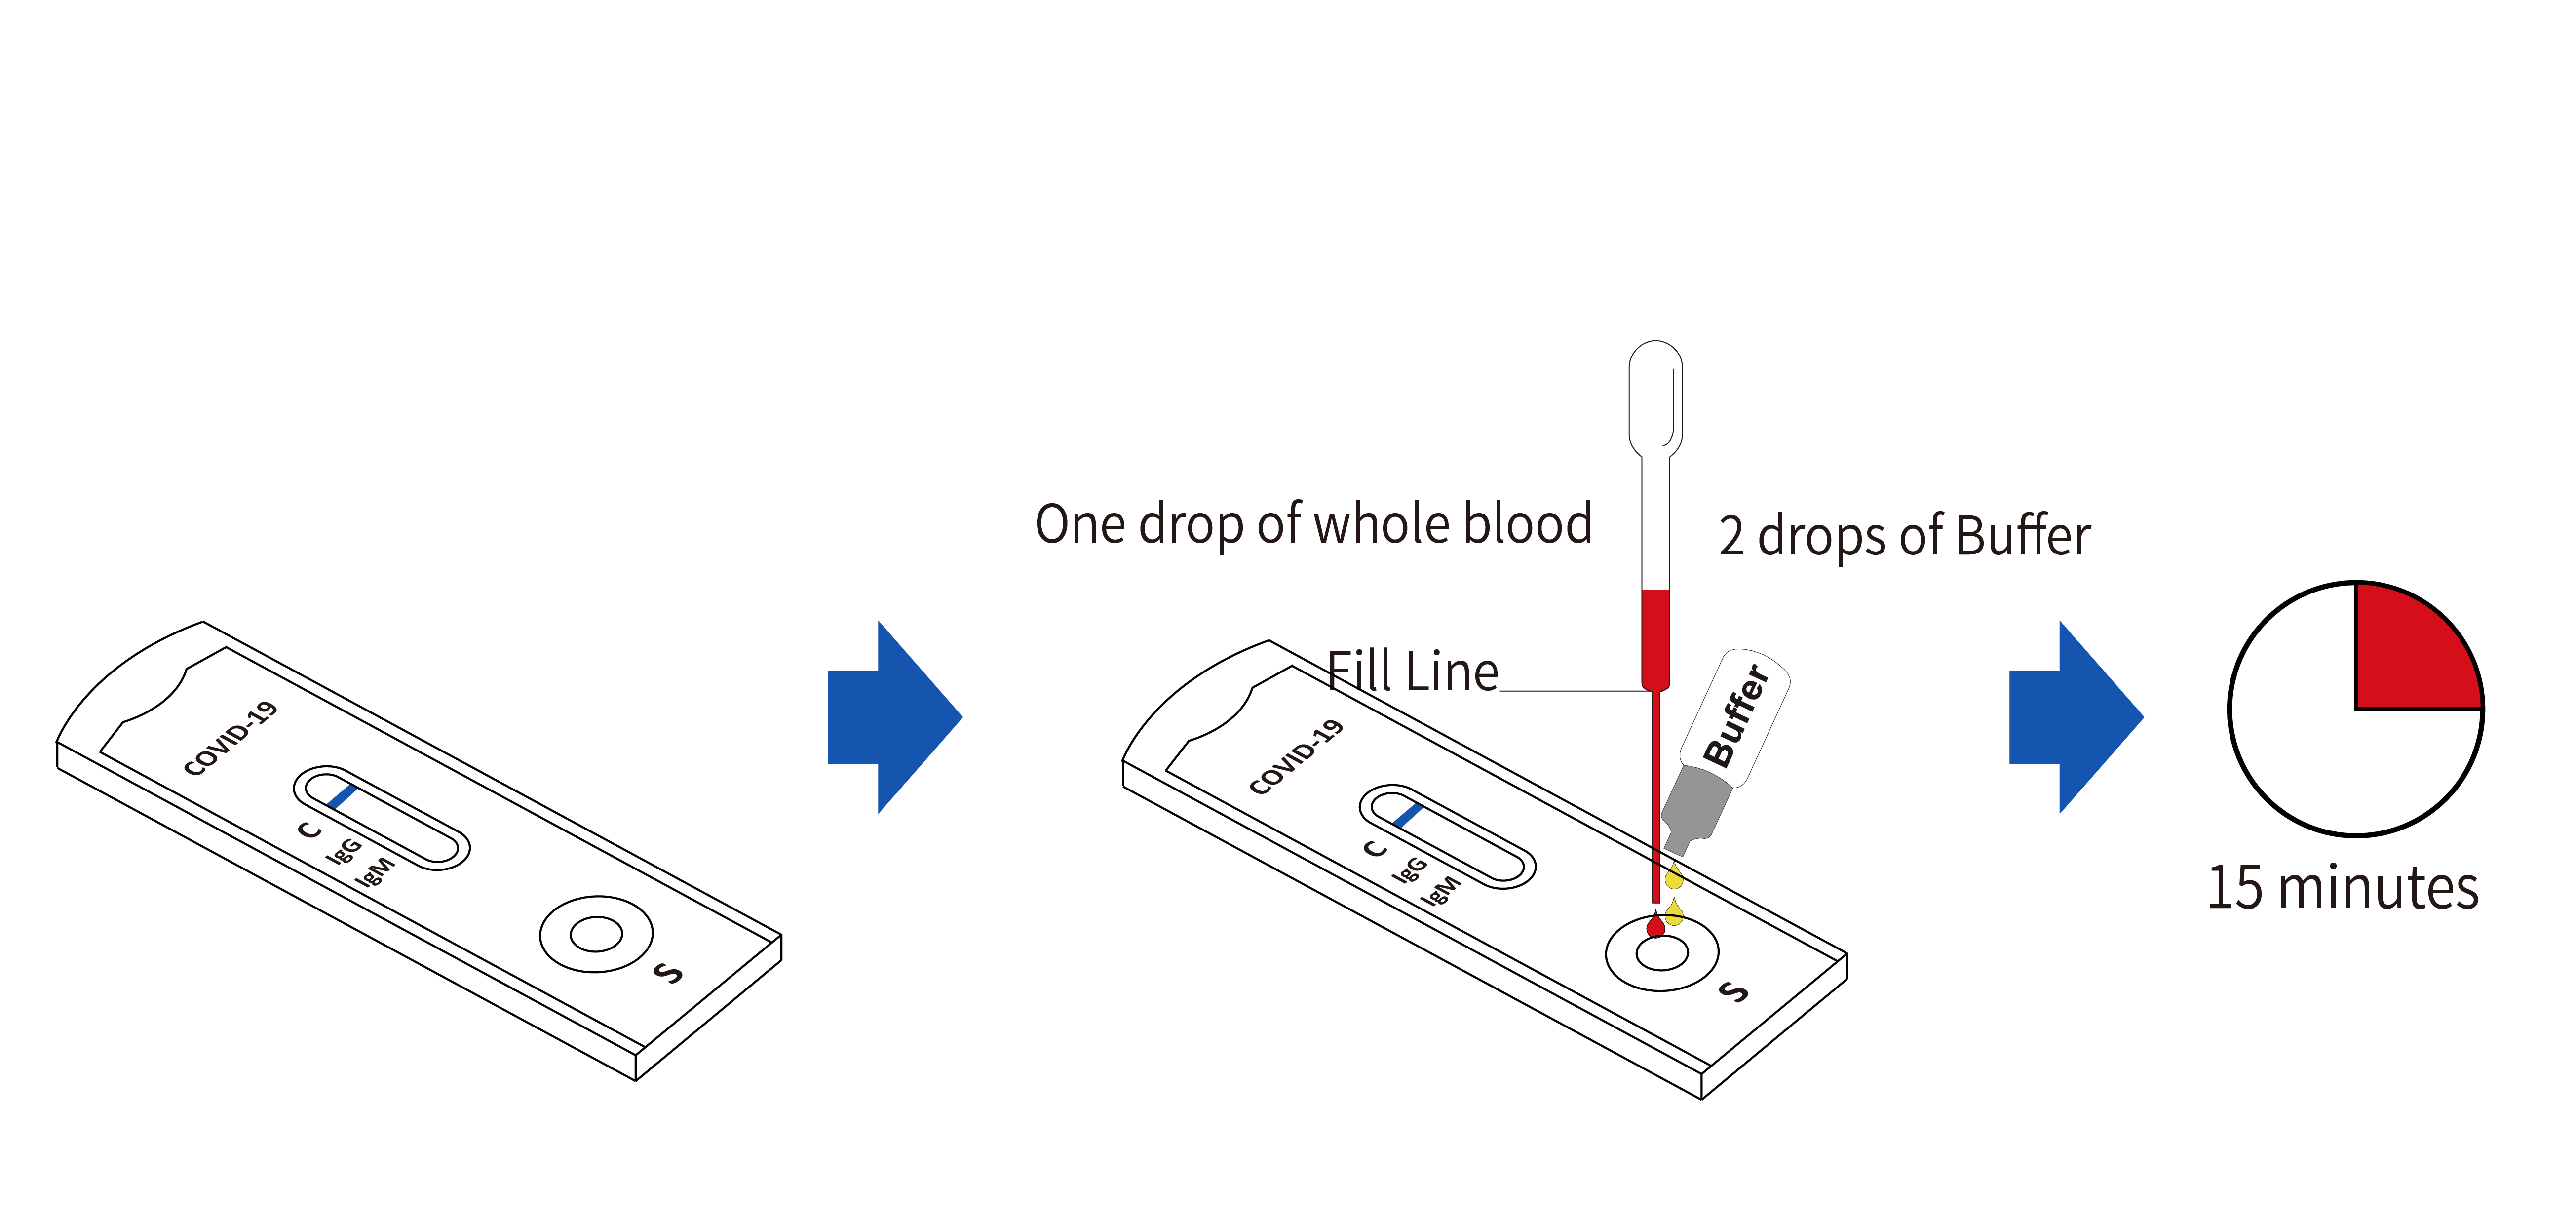 COVID-19
C
IgG
IgM
S
One drop of whole blood
2 drops of Buffer
Fill Line
Buffer
COVID-19
C
IgG
IgM
S
15 minutes